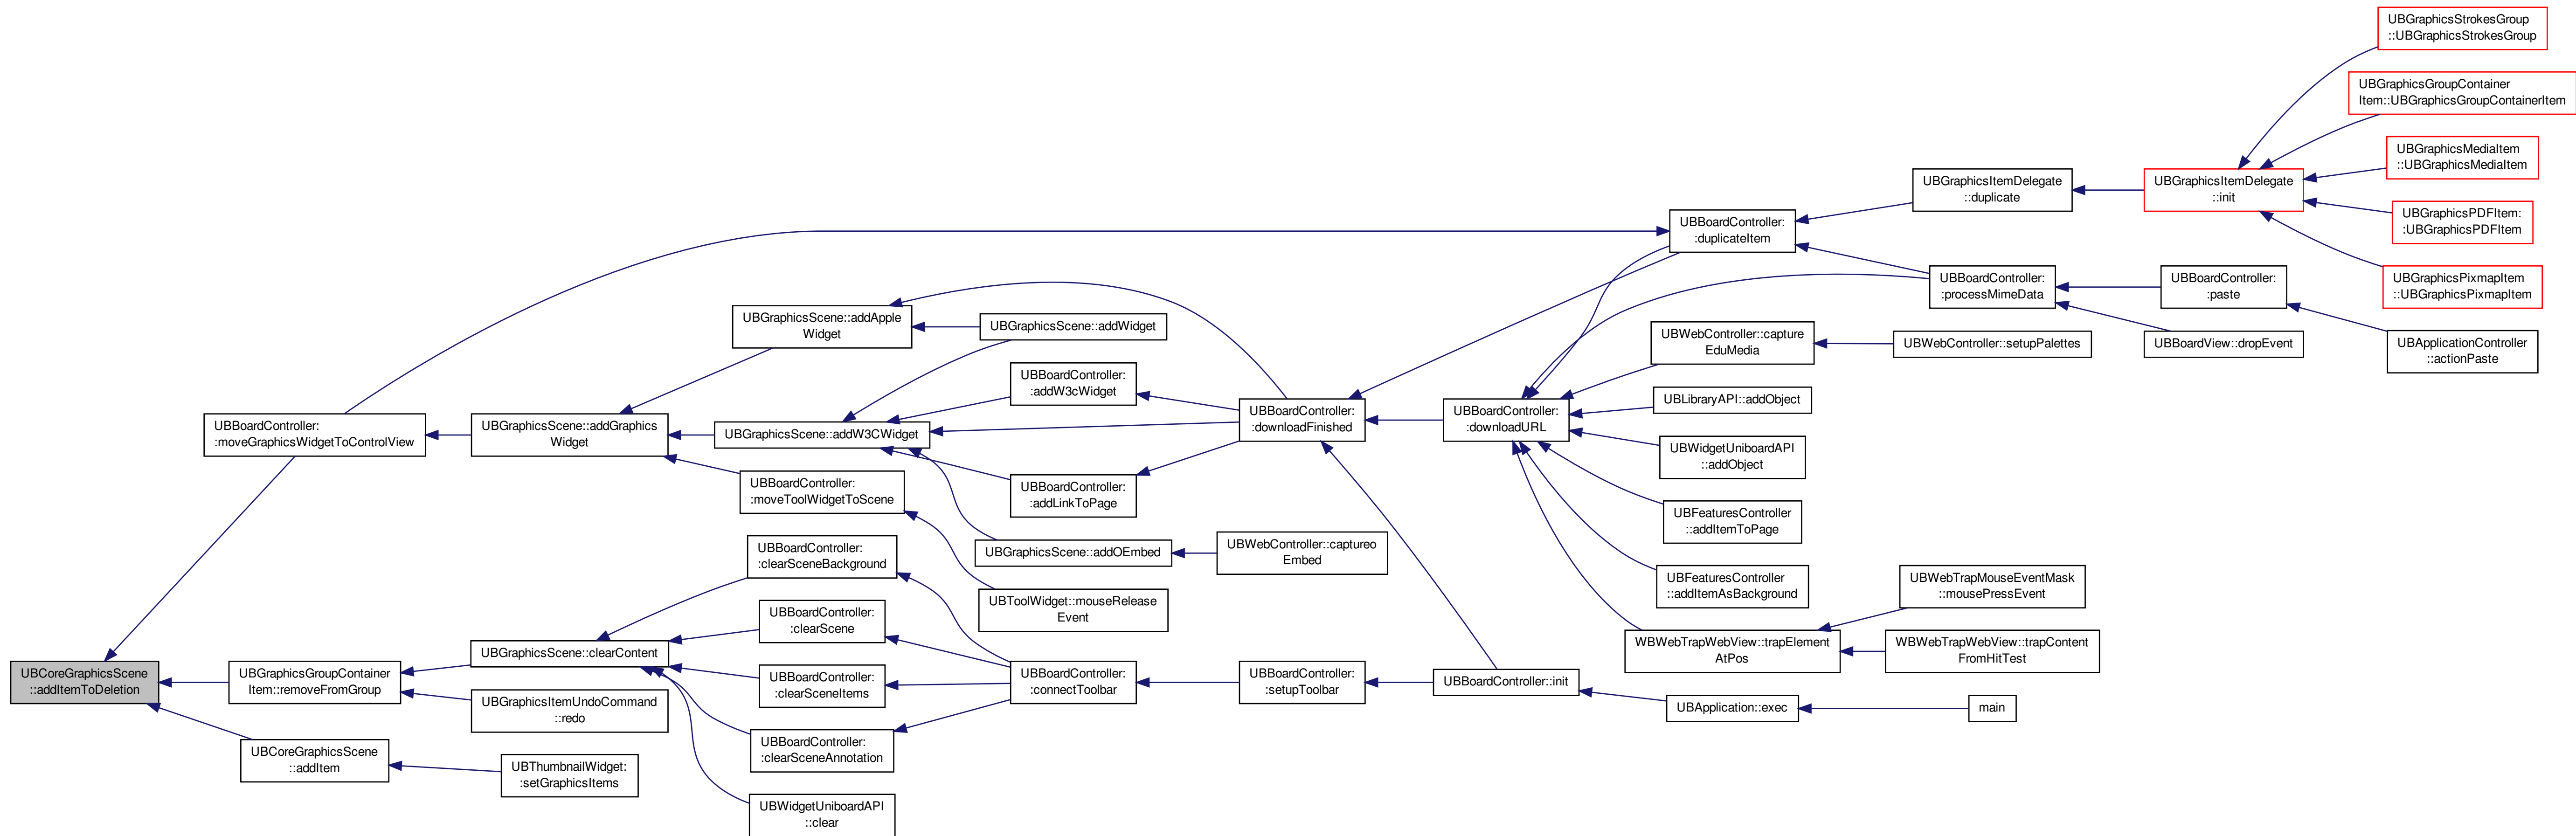 UBGraphicsStrokesGroup
::UBGraphicsStrokesGroup
UBGraphicsGroupContainer
Item::UBGraphicsGroupContainerItem
UBGraphicsMediaItem
::UBGraphicsMediaItem
UBGraphicsItemDelegate
::duplicate
UBGraphicsItemDelegate
::init
UBGraphicsPDFItem:
:UBGraphicsPDFItem
UBBoardController:
:duplicateItem
UBBoardController:
:processMimeData
UBBoardController:
:paste
UBGraphicsPixmapItem
::UBGraphicsPixmapItem
UBGraphicsScene::addApple
Widget
UBGraphicsScene::addWidget
UBWebController::capture
EduMedia
UBWebController::setupPalettes
UBBoardView::dropEvent
UBApplicationController
::actionPaste
UBBoardController:
:addW3cWidget
UBLibraryAPI::addObject
UBBoardController:
:moveGraphicsWidgetToControlView
UBGraphicsScene::addGraphics
Widget
UBGraphicsScene::addW3CWidget
UBBoardController:
:downloadFinished
UBBoardController:
:downloadURL
UBWidgetUniboardAPI
::addObject
UBBoardController:
:moveToolWidgetToScene
UBBoardController:
:addLinkToPage
UBFeaturesController
::addItemToPage
UBBoardController:
:clearSceneBackground
UBGraphicsScene::addOEmbed
UBWebController::captureo
Embed
UBFeaturesController
::addItemAsBackground
UBWebTrapMouseEventMask
::mousePressEvent
UBToolWidget::mouseRelease
Event
UBBoardController:
:clearScene
UBGraphicsScene::clearContent
WBWebTrapWebView::trapElement
AtPos
WBWebTrapWebView::trapContent
FromHitTest
UBCoreGraphicsScene
::addItemToDeletion
UBGraphicsGroupContainer
Item::removeFromGroup
UBBoardController:
:clearSceneItems
UBBoardController:
:connectToolbar
UBBoardController:
:setupToolbar
UBBoardController::init
UBGraphicsItemUndoCommand
::redo
UBApplication::exec
main
UBCoreGraphicsScene
::addItem
UBBoardController:
:clearSceneAnnotation
UBThumbnailWidget:
:setGraphicsItems
UBWidgetUniboardAPI
::clear